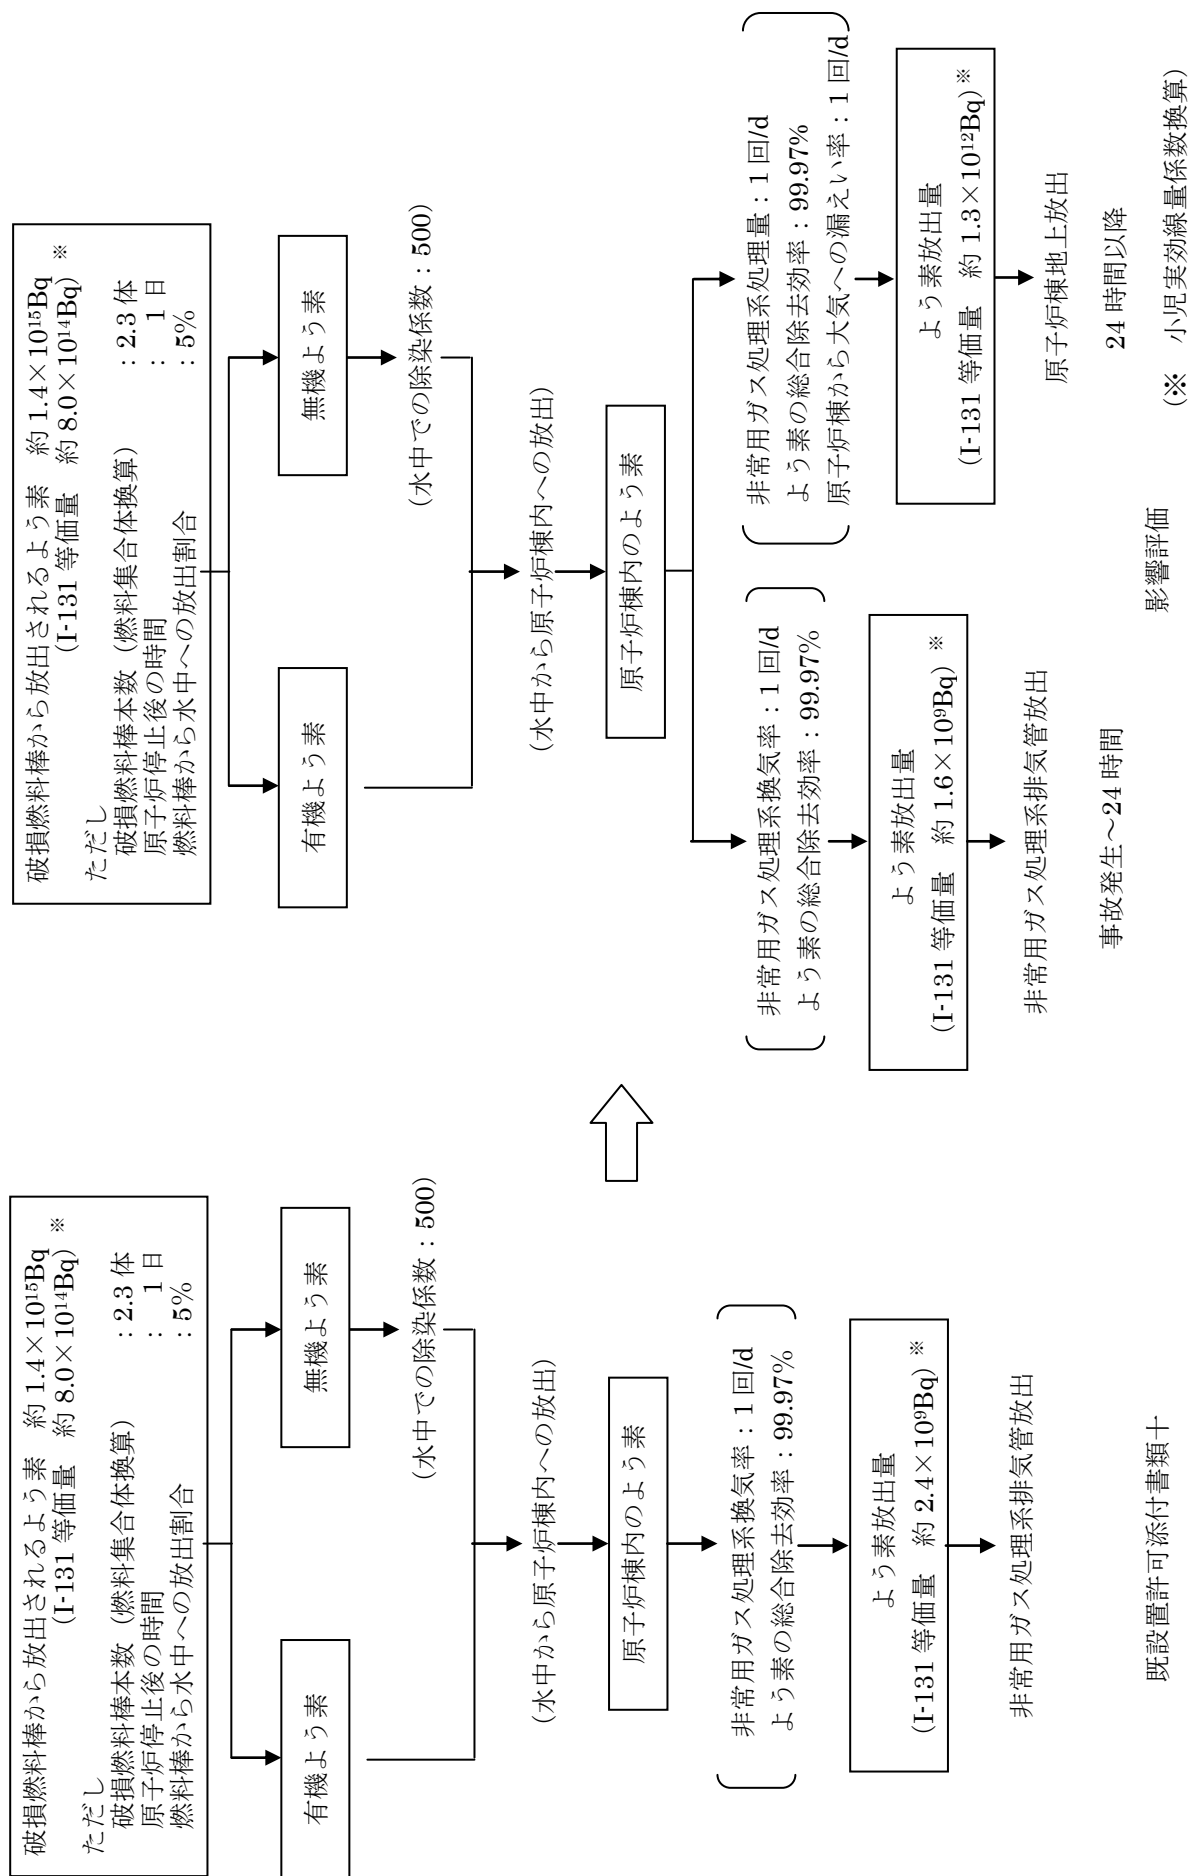 破損燃料棒から放出されるよう素 約 1.4×10¹⁵Bq
(I-131 等価量 約 8.0×10¹⁴Bq) ※
ただし
破損燃料棒本数 (燃料集合体換算) : 2.3 体
原子炉停止後の時間 : 1 日
燃料棒から水中への放出割合 : 5%
有機よう素
無機よう素
(水中での除染係数 : 500)
(水中から原子炉棟内への放出)
原子炉棟内のよう素
非常用ガス処理系換気率 : 1 回/d
よう素の総合除去効率 : 99.97%
よう素放出量
(I-131 等価量 約 2.4×10⁹Bq) ※
非常用ガス処理系排気管放出
既設置許可添付書類十
破損燃料棒から放出されるよう素 約 1.4×10¹⁵Bq
(I-131 等価量 約 8.0×10¹⁴Bq) ※
ただし
破損燃料棒本数 (燃料集合体換算) : 2.3 体
原子炉停止後の時間 : 1 日
燃料棒から水中への放出割合 : 5%
有機よう素
無機よう素
(水中での除染係数 : 500)
(水中から原子炉棟内への放出)
原子炉棟内のよう素
非常用ガス処理系換気率 : 1 回/d
よう素の総合除去効率 : 99.97%
よう素放出量
(I-131 等価量 約 1.6×10⁹Bq) ※
非常用ガス処理系排気管放出
事故発生～24 時間
非常用ガス処理系処理量 : 1 回/d
よう素の総合除去効率 : 99.97%
原子炉棟から大気への漏えい率 : 1 回/d
よう素放出量
(I-131 等価量 約 1.3×10¹²Bq) ※
原子炉棟地上放出
24 時間以降
影響評価
(※ 小児実効線量係数換算)